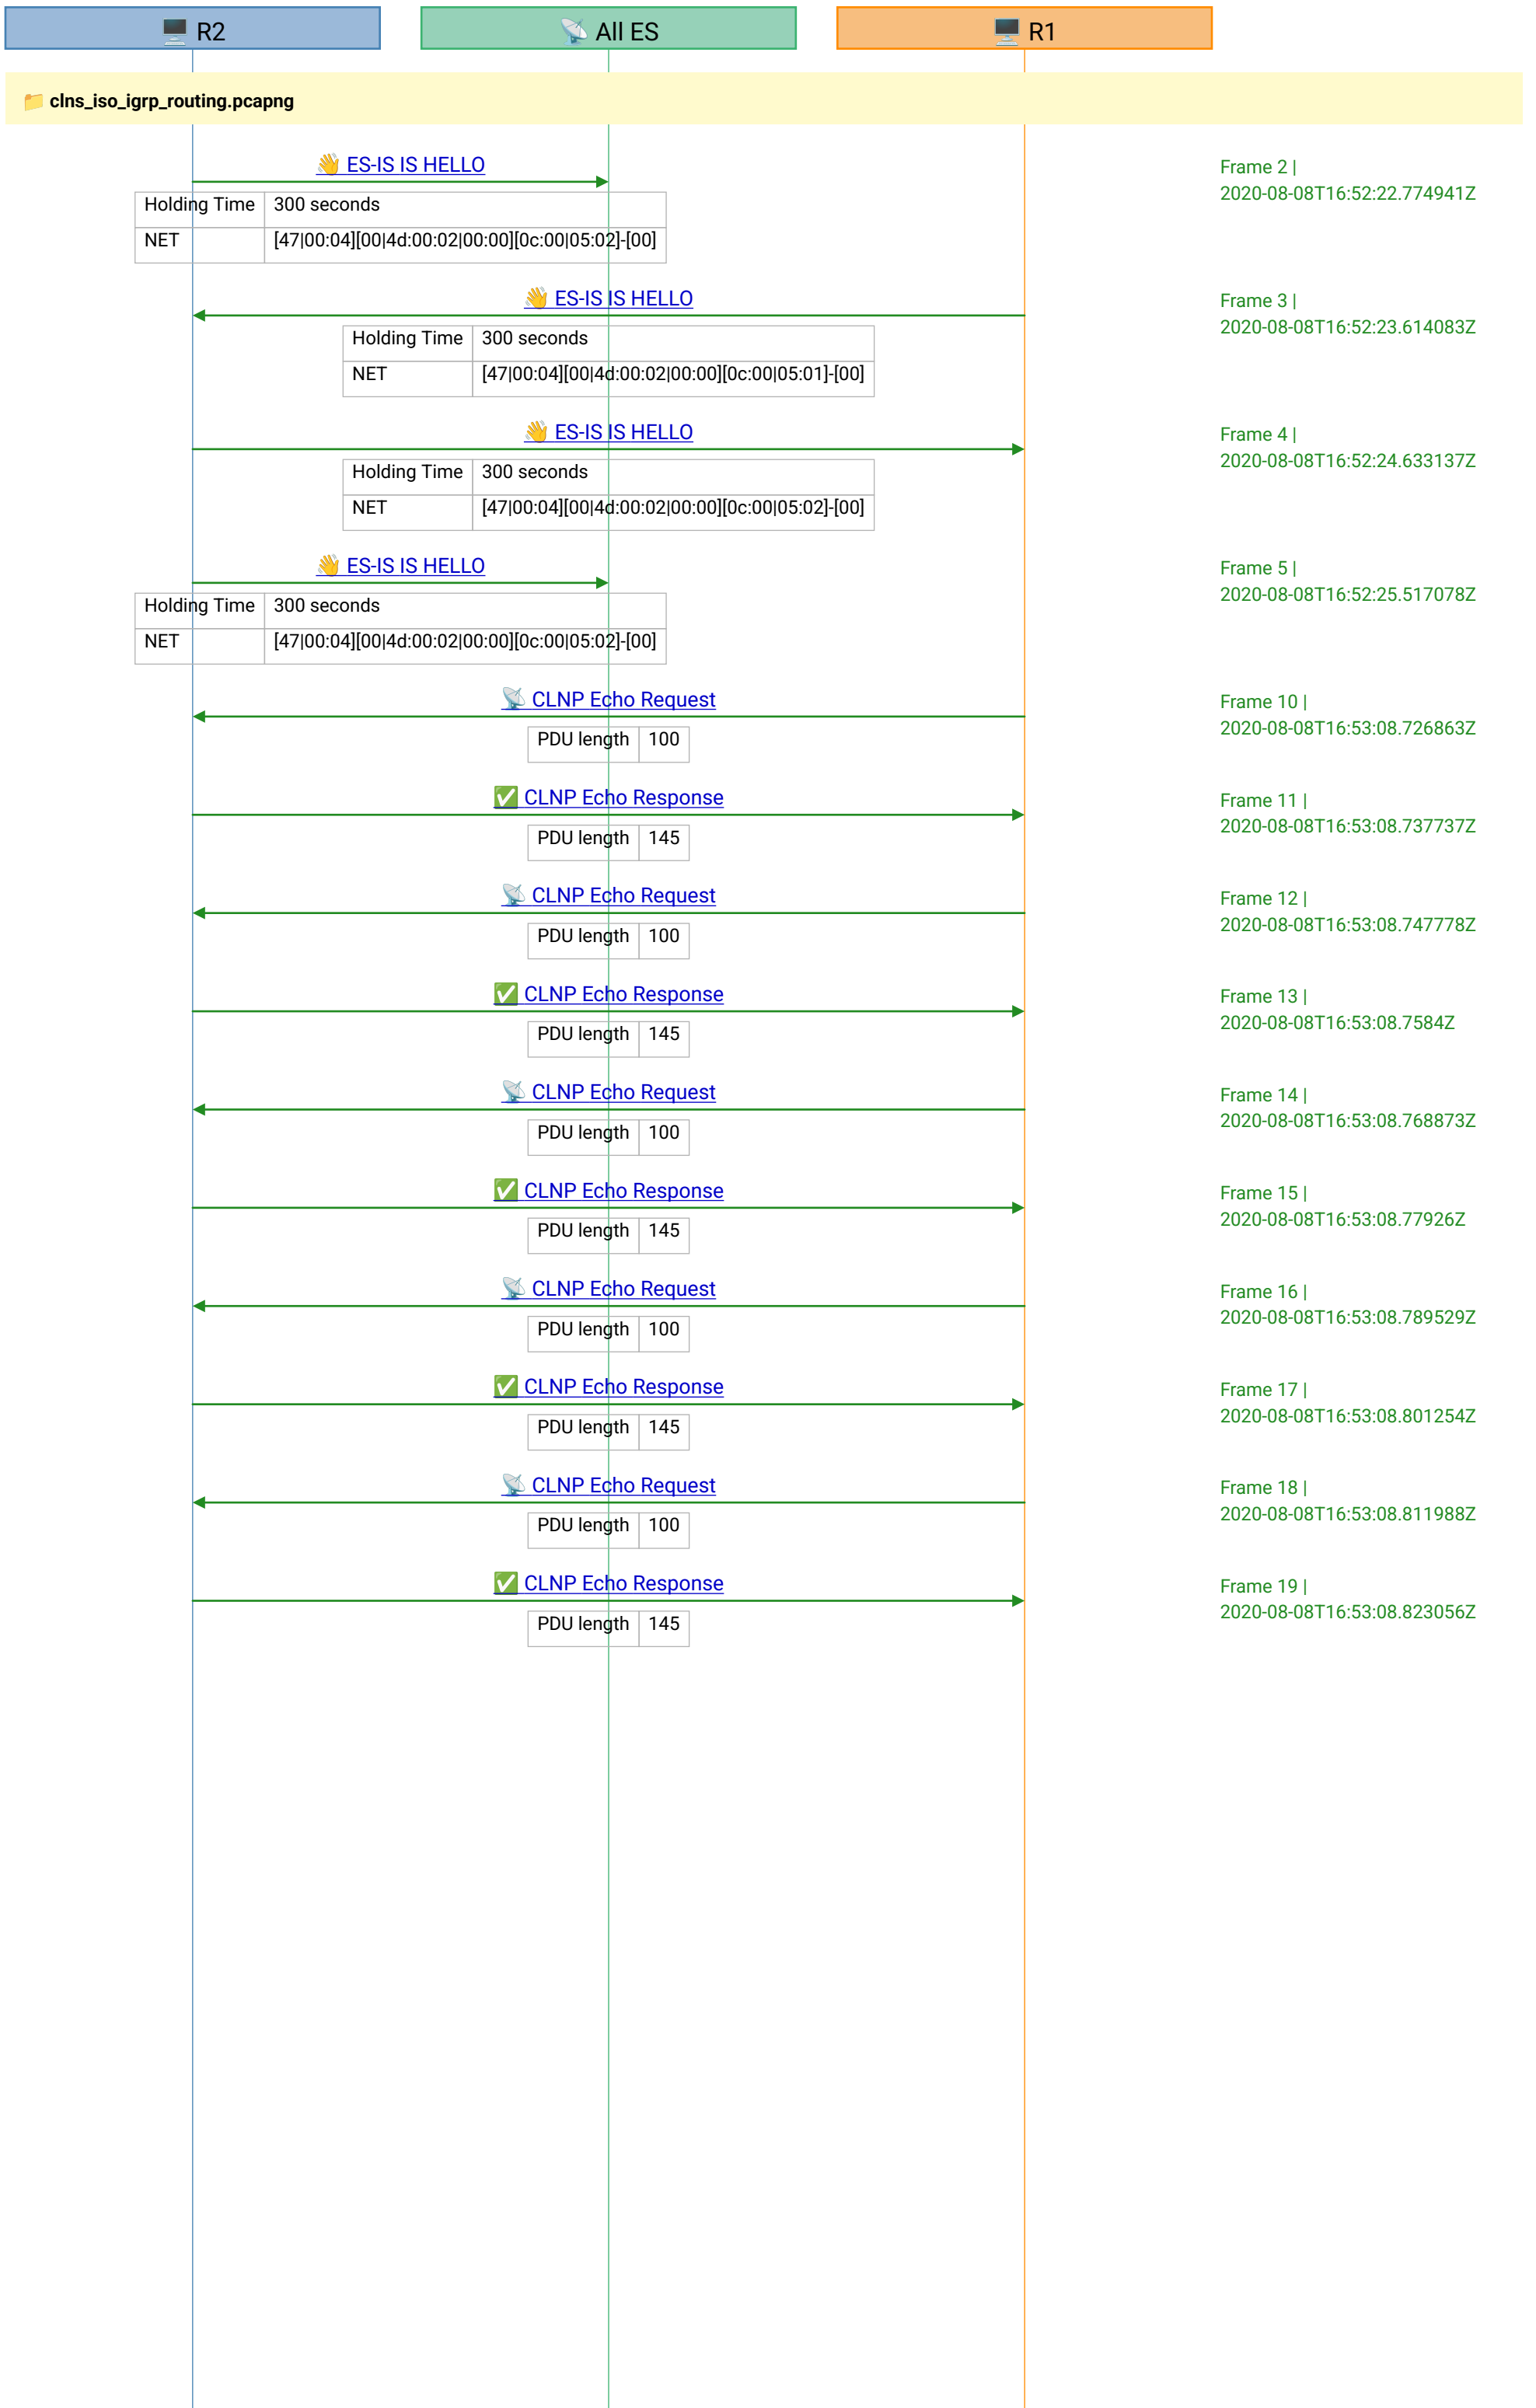 🖥️ R2
📡 All ES
🖥️ R1
📁 clns_iso_igrp_routing.pcapng
👋 ES-IS IS HELLO
Frame 2 |
2020-08-08T16:52:22.774941Z
Holding Time 300 seconds
NET [47|00:04][00|4d:00:02|00:00][0c:00|05:02]-[00]
👋 ES-IS IS HELLO
Frame 3 |
2020-08-08T16:52:23.614083Z
Holding Time 300 seconds
NET [47|00:04][00|4d:00:02|00:00][0c:00|05:01]-[00]
👋 ES-IS IS HELLO
Frame 4 |
2020-08-08T16:52:24.633137Z
Holding Time 300 seconds
NET [47|00:04][00|4d:00:02|00:00][0c:00|05:02]-[00]
👋 ES-IS IS HELLO
Frame 5 |
2020-08-08T16:52:25.517078Z
Holding Time 300 seconds
NET [47|00:04][00|4d:00:02|00:00][0c:00|05:02]-[00]
📡 CLNP Echo Request
Frame 10 |
2020-08-08T16:53:08.726863Z
PDU length 100
✅ CLNP Echo Response
Frame 11 |
2020-08-08T16:53:08.737737Z
PDU length 145
📡 CLNP Echo Request
Frame 12 |
2020-08-08T16:53:08.747778Z
PDU length 100
✅ CLNP Echo Response
Frame 13 |
2020-08-08T16:53:08.7584Z
PDU length 145
📡 CLNP Echo Request
Frame 14 |
2020-08-08T16:53:08.768873Z
PDU length 100
✅ CLNP Echo Response
Frame 15 |
2020-08-08T16:53:08.77926Z
PDU length 145
📡 CLNP Echo Request
Frame 16 |
2020-08-08T16:53:08.789529Z
PDU length 100
✅ CLNP Echo Response
Frame 17 |
2020-08-08T16:53:08.801254Z
PDU length 145
📡 CLNP Echo Request
Frame 18 |
2020-08-08T16:53:08.811988Z
PDU length 100
✅ CLNP Echo Response
Frame 19 |
2020-08-08T16:53:08.823056Z
PDU length 145